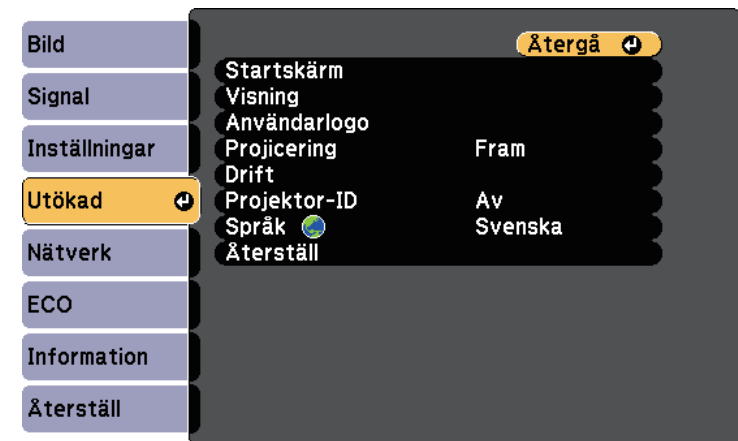 Bild
Signal
Inställningar
Utökad
Nätverk
ECO
Information
Återställ
Återgå
Startskärm
Visning
Användarlogo
Projicering Fram
Drift
Projektor-ID Av
Språk Svenska
Återställ